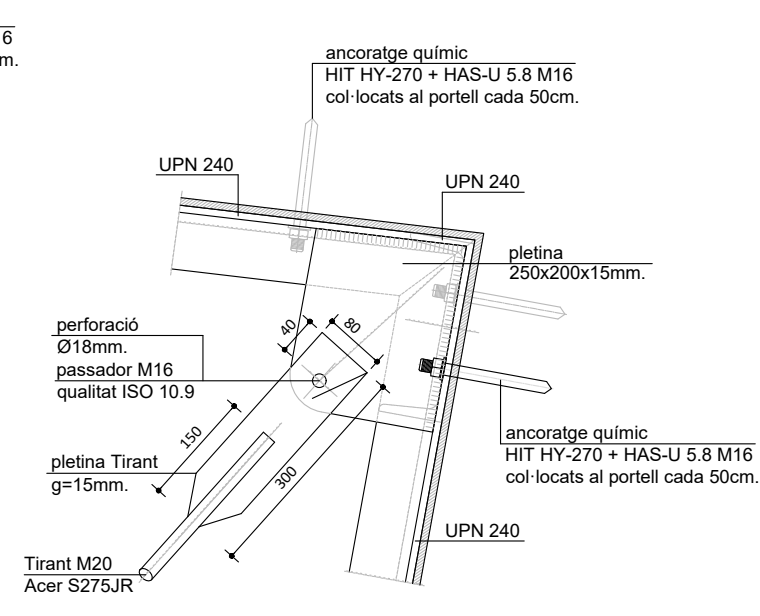 6
m.
ancoratge químic
HIT HY-270 + HAS-U 5.8 M16
col·locats al portell cada 50cm.
UPN 240
UPN 240
pletina
250x200x15mm.
perforació
Ø18mm.
passador M16
qualitat ISO 10.9
40
80
150
300
pletina Tirant
g=15mm.
ancoratge químic
HIT HY-270 + HAS-U 5.8 M16
col·locats al portell cada 50cm.
UPN 240
Tirant M20
Acer S275JR